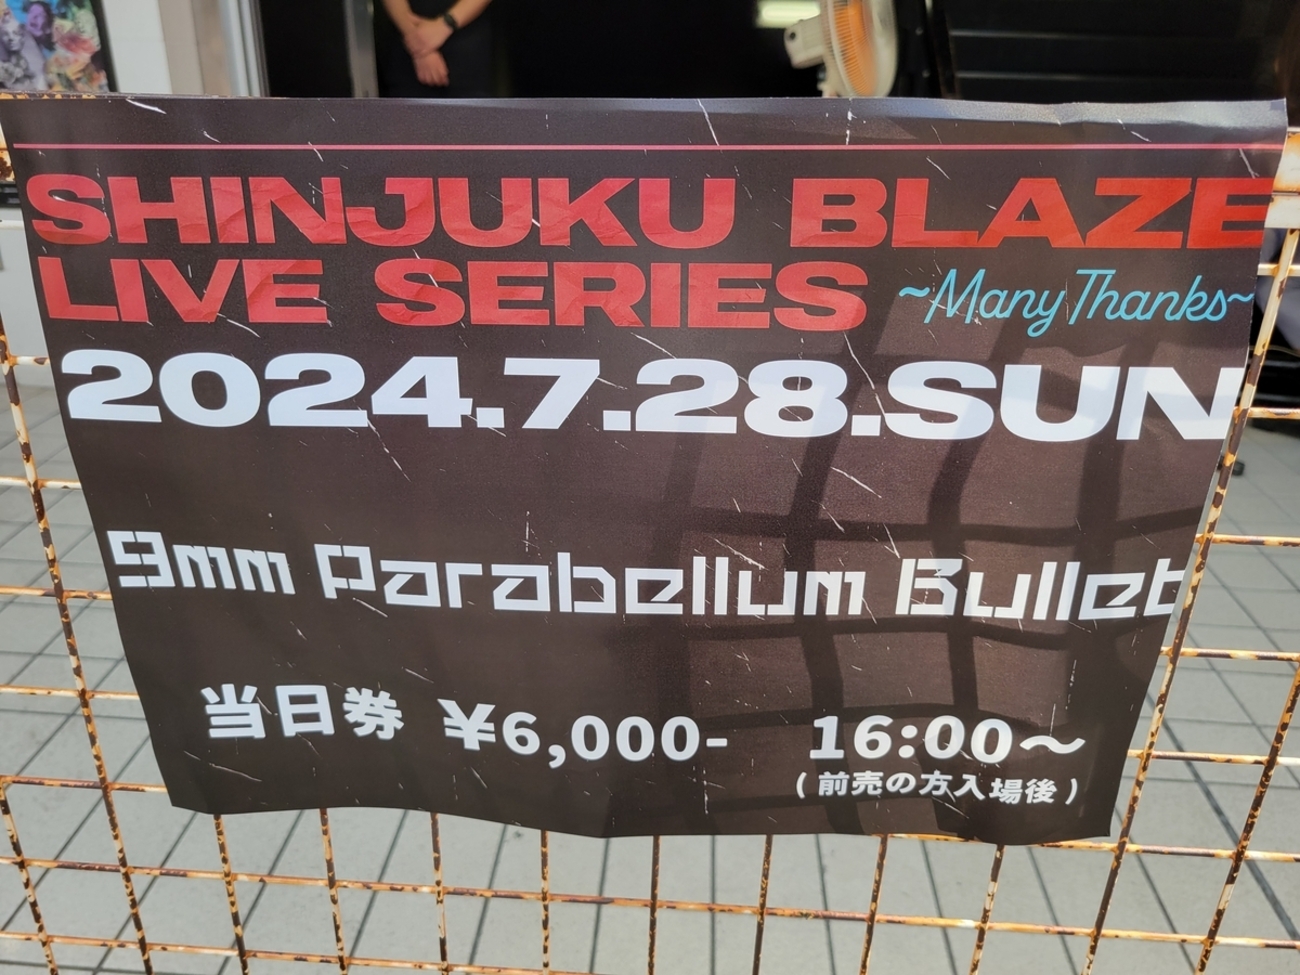 SHINJUKU BLAZE
LIVE SERIES ~Many Thanks~
2024.7.28.SUN
9mm Parabellum Bullet
当日券 ¥6,000- 16:00～
(前売の方入場後)